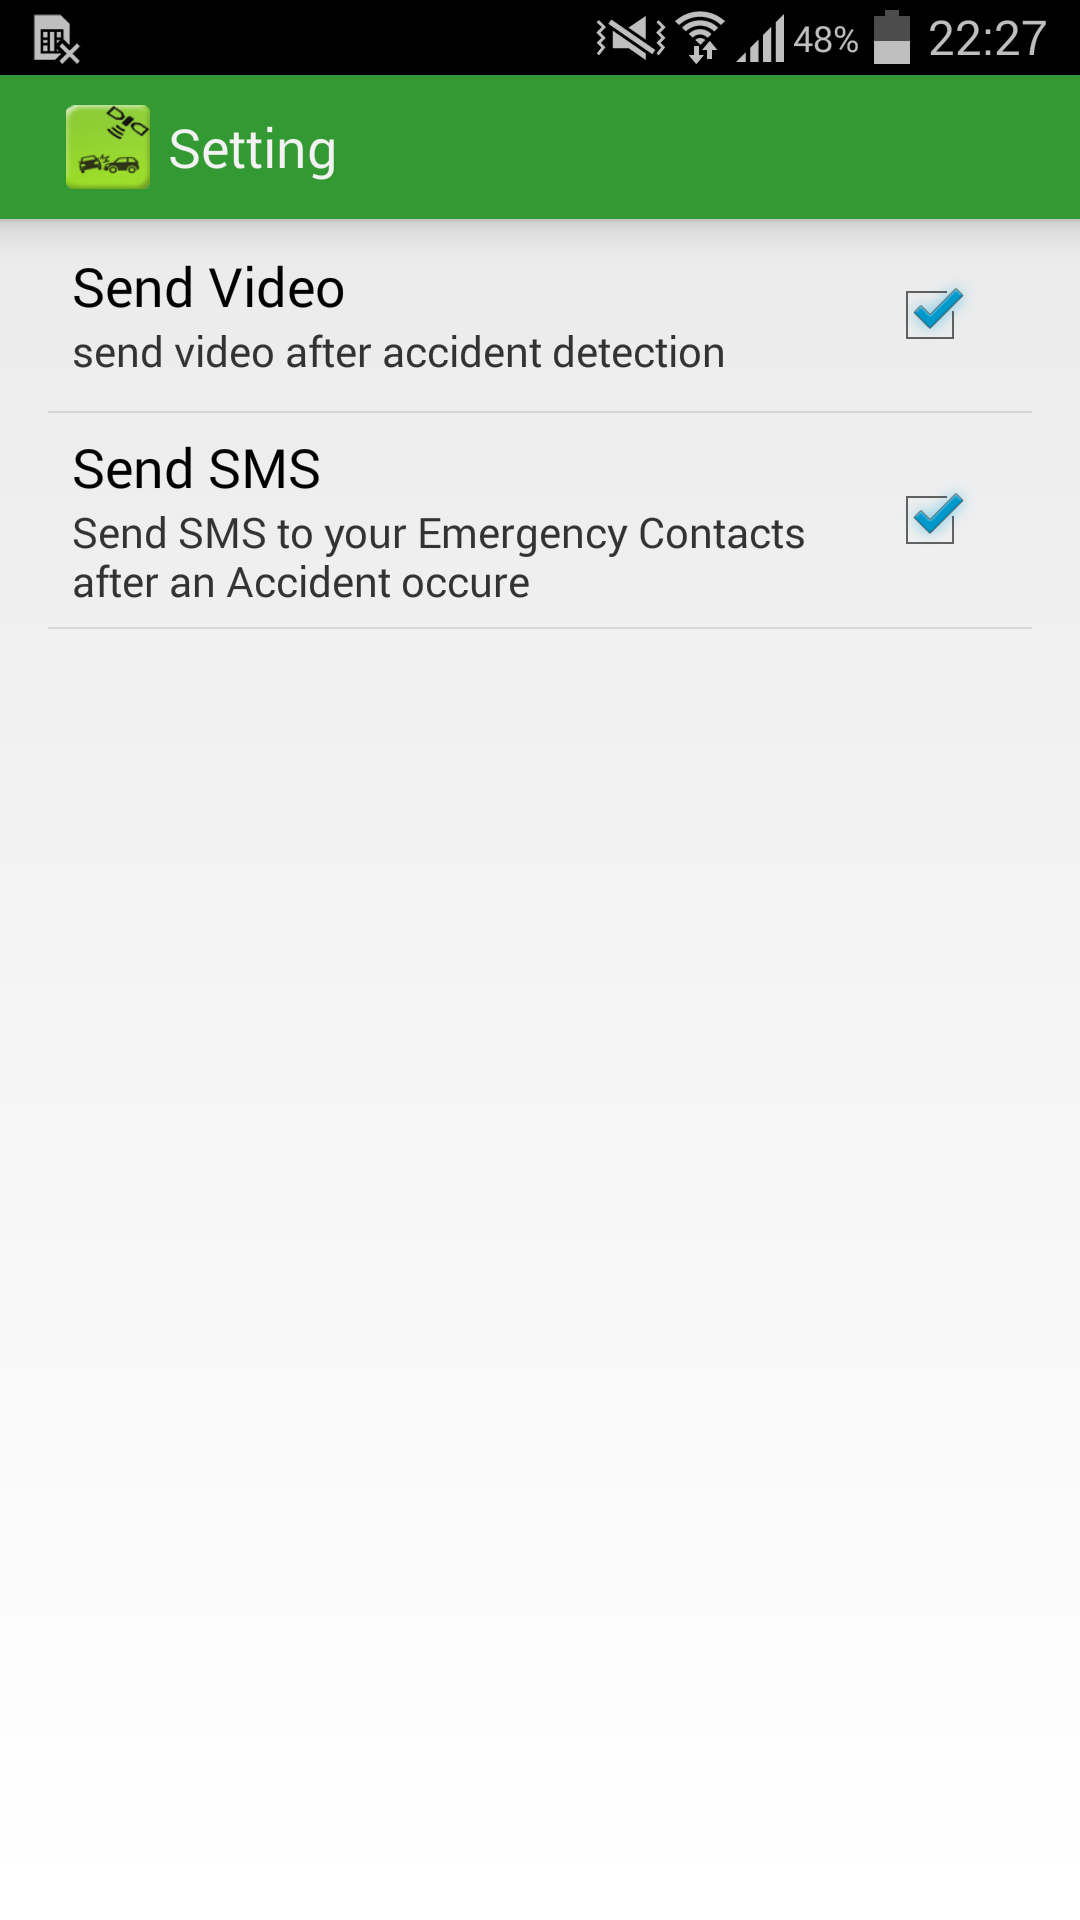 48% 22:27
Setting
Send Video
send video after accident detection
Send SMS
Send SMS to your Emergency Contacts
after an Accident occure